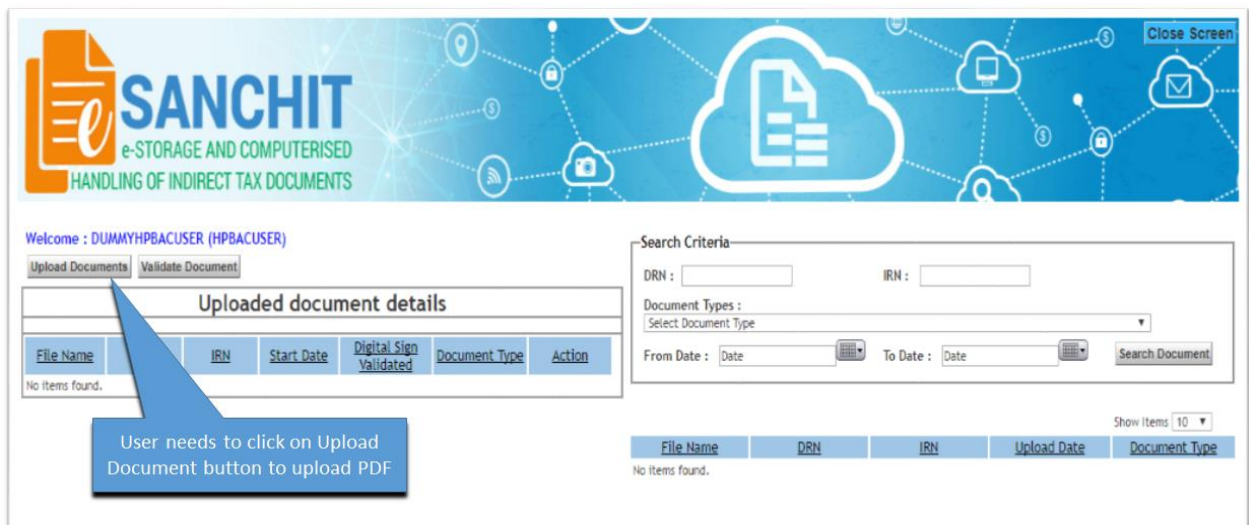 Close Screen
e SANCHIT
e-STORAGE AND COMPUTERISED
HANDLING OF INDIRECT TAX DOCUMENTS
Welcome : DUMMYHPBACUSER (HPBACUSER)
Upload Documents Validate Document
Uploaded document details
File Name IRN Start Date Digital Sign Validated Document Type Action
No items found.
User needs to click on Upload
Document button to upload PDF
Search Criteria
DRN : IRN :
Document Types :
Select Document Type
From Date : Date To Date : Date Search Document
Show Items 10
File Name DRN IRN Upload Date Document Type
No items found.